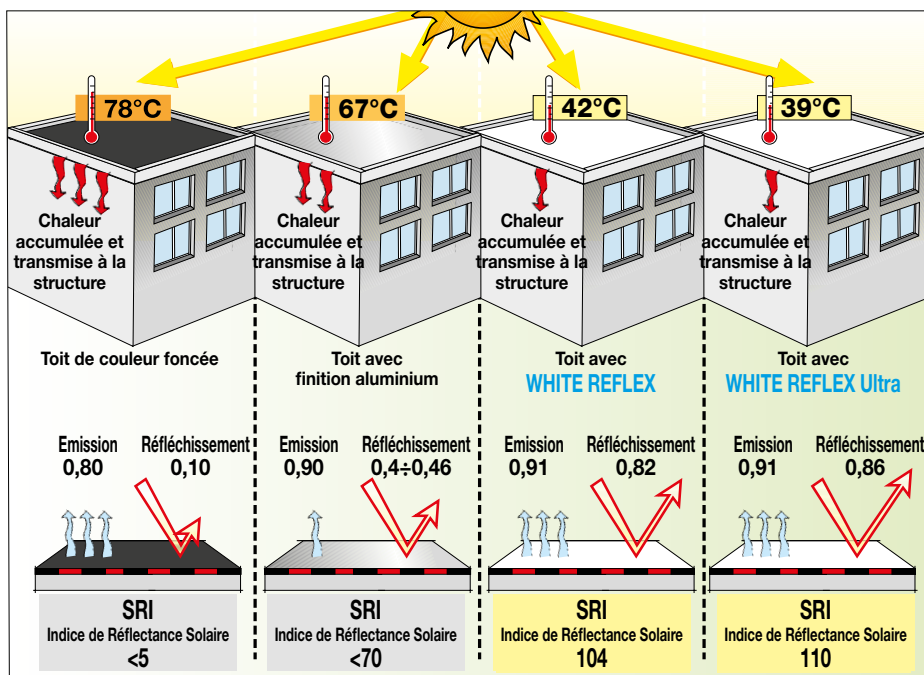 78°C
67°C
42°C
39°C
Chaleur
accumulée et
transmise à la
structure
Chaleur
accumulée et
transmise à la
structure
Chaleur
accumulée et
transmise à la
structure
Chaleur
accumulée et
transmise à la
structure
Toit de couleur foncée
Toit avec
finition aluminium
Toit avec
WHITE REFLEX
Toit avec
WHITE REFLEX Ultra
Emission
0,80
Réfléchissement
0,10
Emission
0,90
Réfléchissement
0,4÷0,46
Emission
0,91
Réfléchissement
0,82
Emission
0,91
Réfléchissement
0,86
SRI
Indice de Réflectance Solaire
<5
SRI
Indice de Réflectance Solaire
<70
SRI
Indice de Réflectance Solaire
104
SRI
Indice de Réflectance Solaire
110